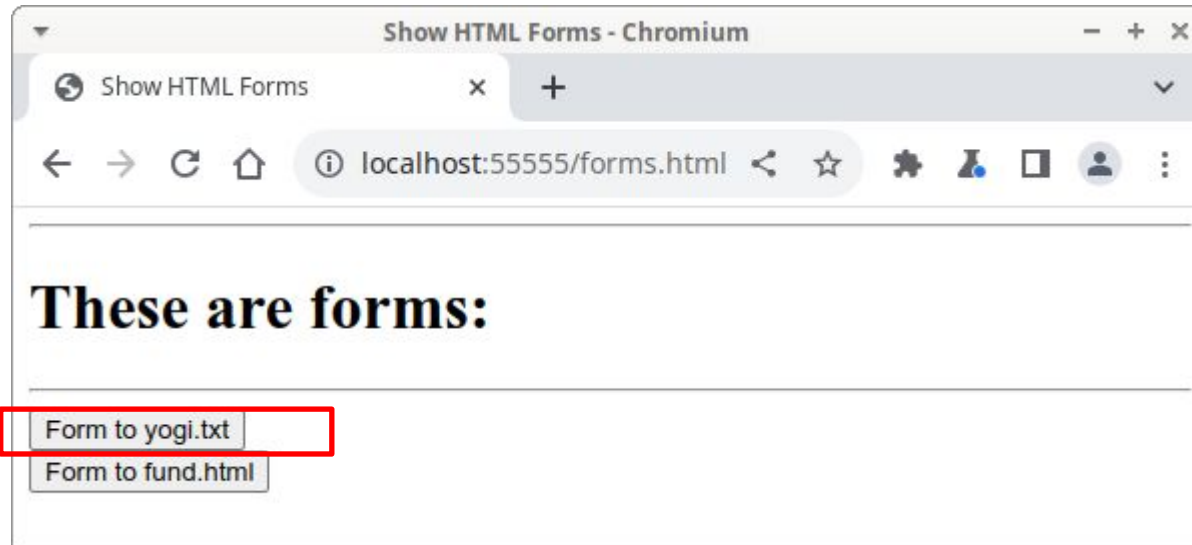 Show HTML Forms - Chromium
Show HTML Forms
localhost:55555/forms.html
These are forms:
Form to yogi.txt
Form to fund.html